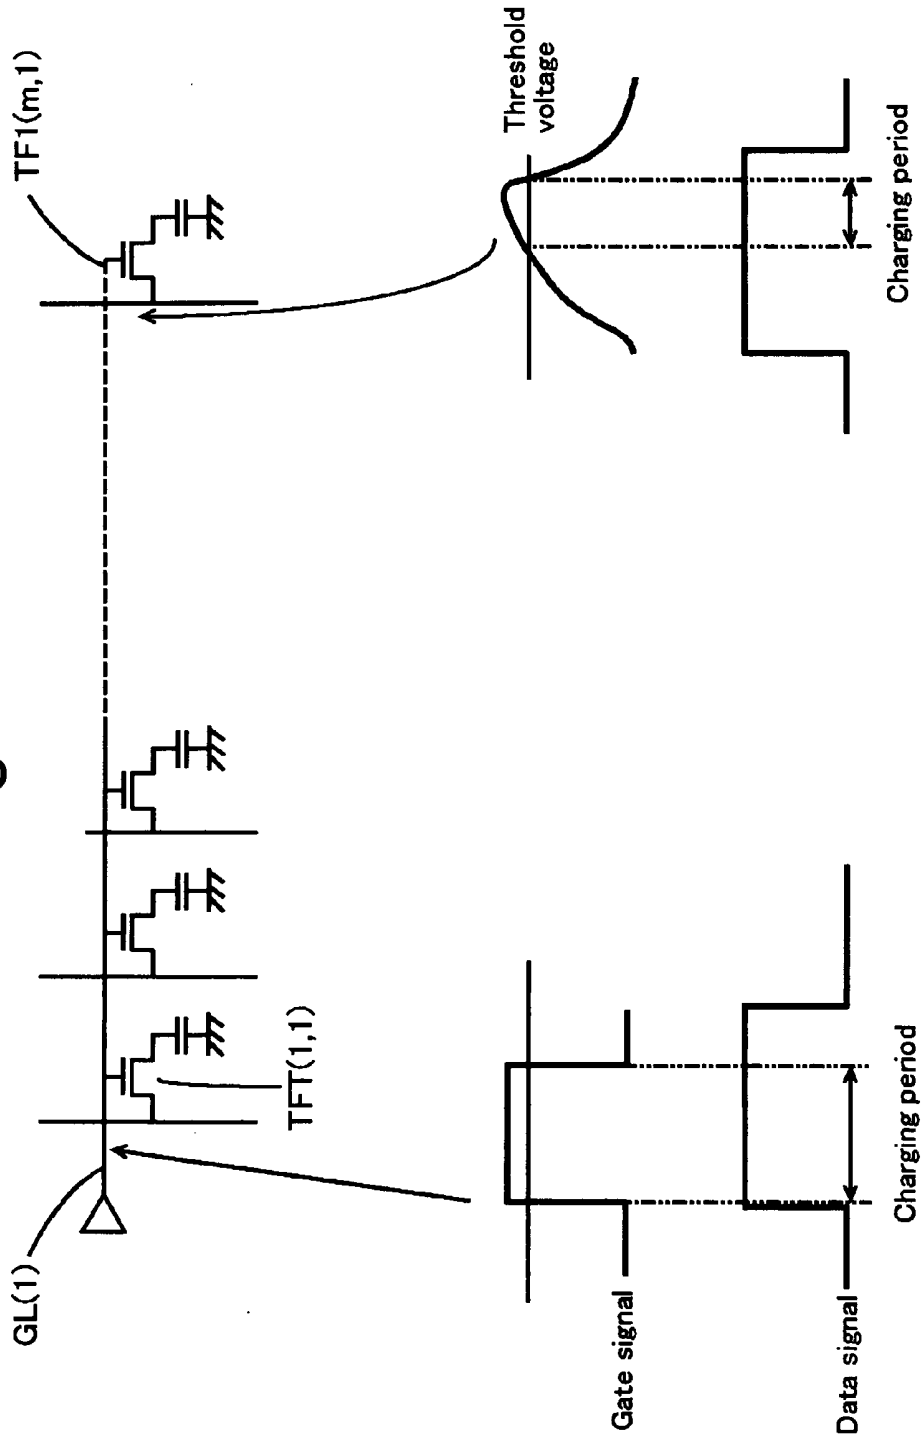 GL(1)
TFT(1,1)
TF1(m,1)
Threshold
voltage
Gate signal
Data signal
Charging period
Charging period